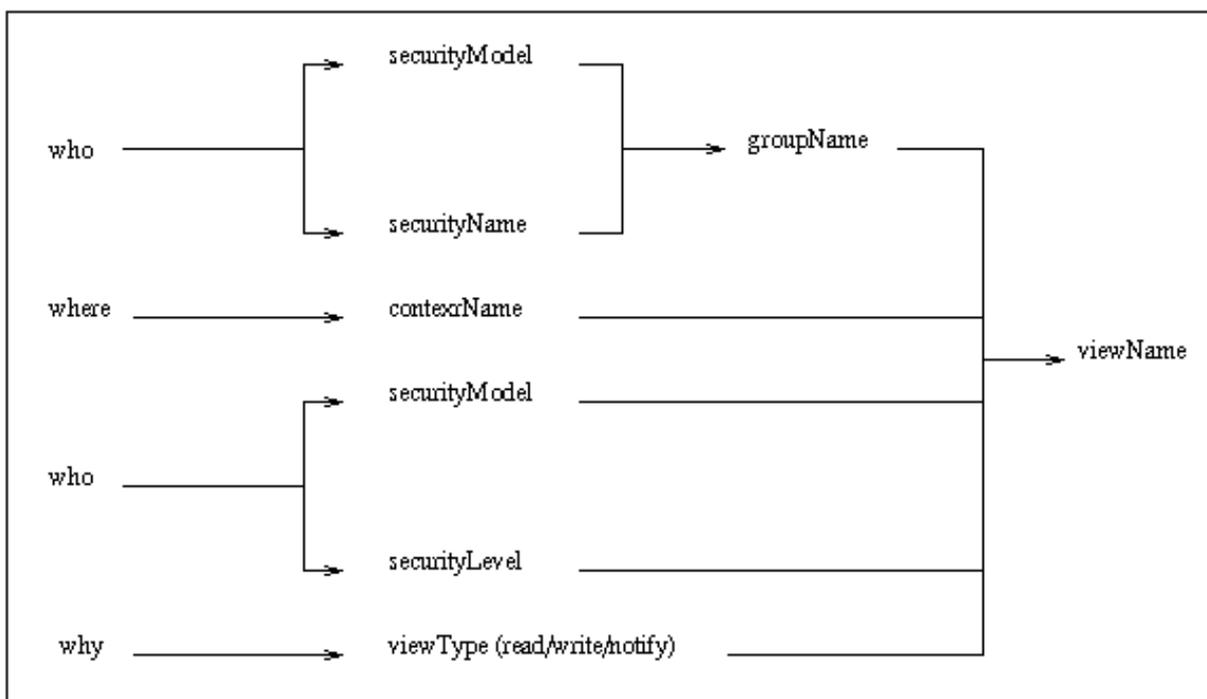 securityModel
who
groupName
securityName
where
contexrName
viewName
securityModel
who
securityLevel
why
viewType (read/write/notify)